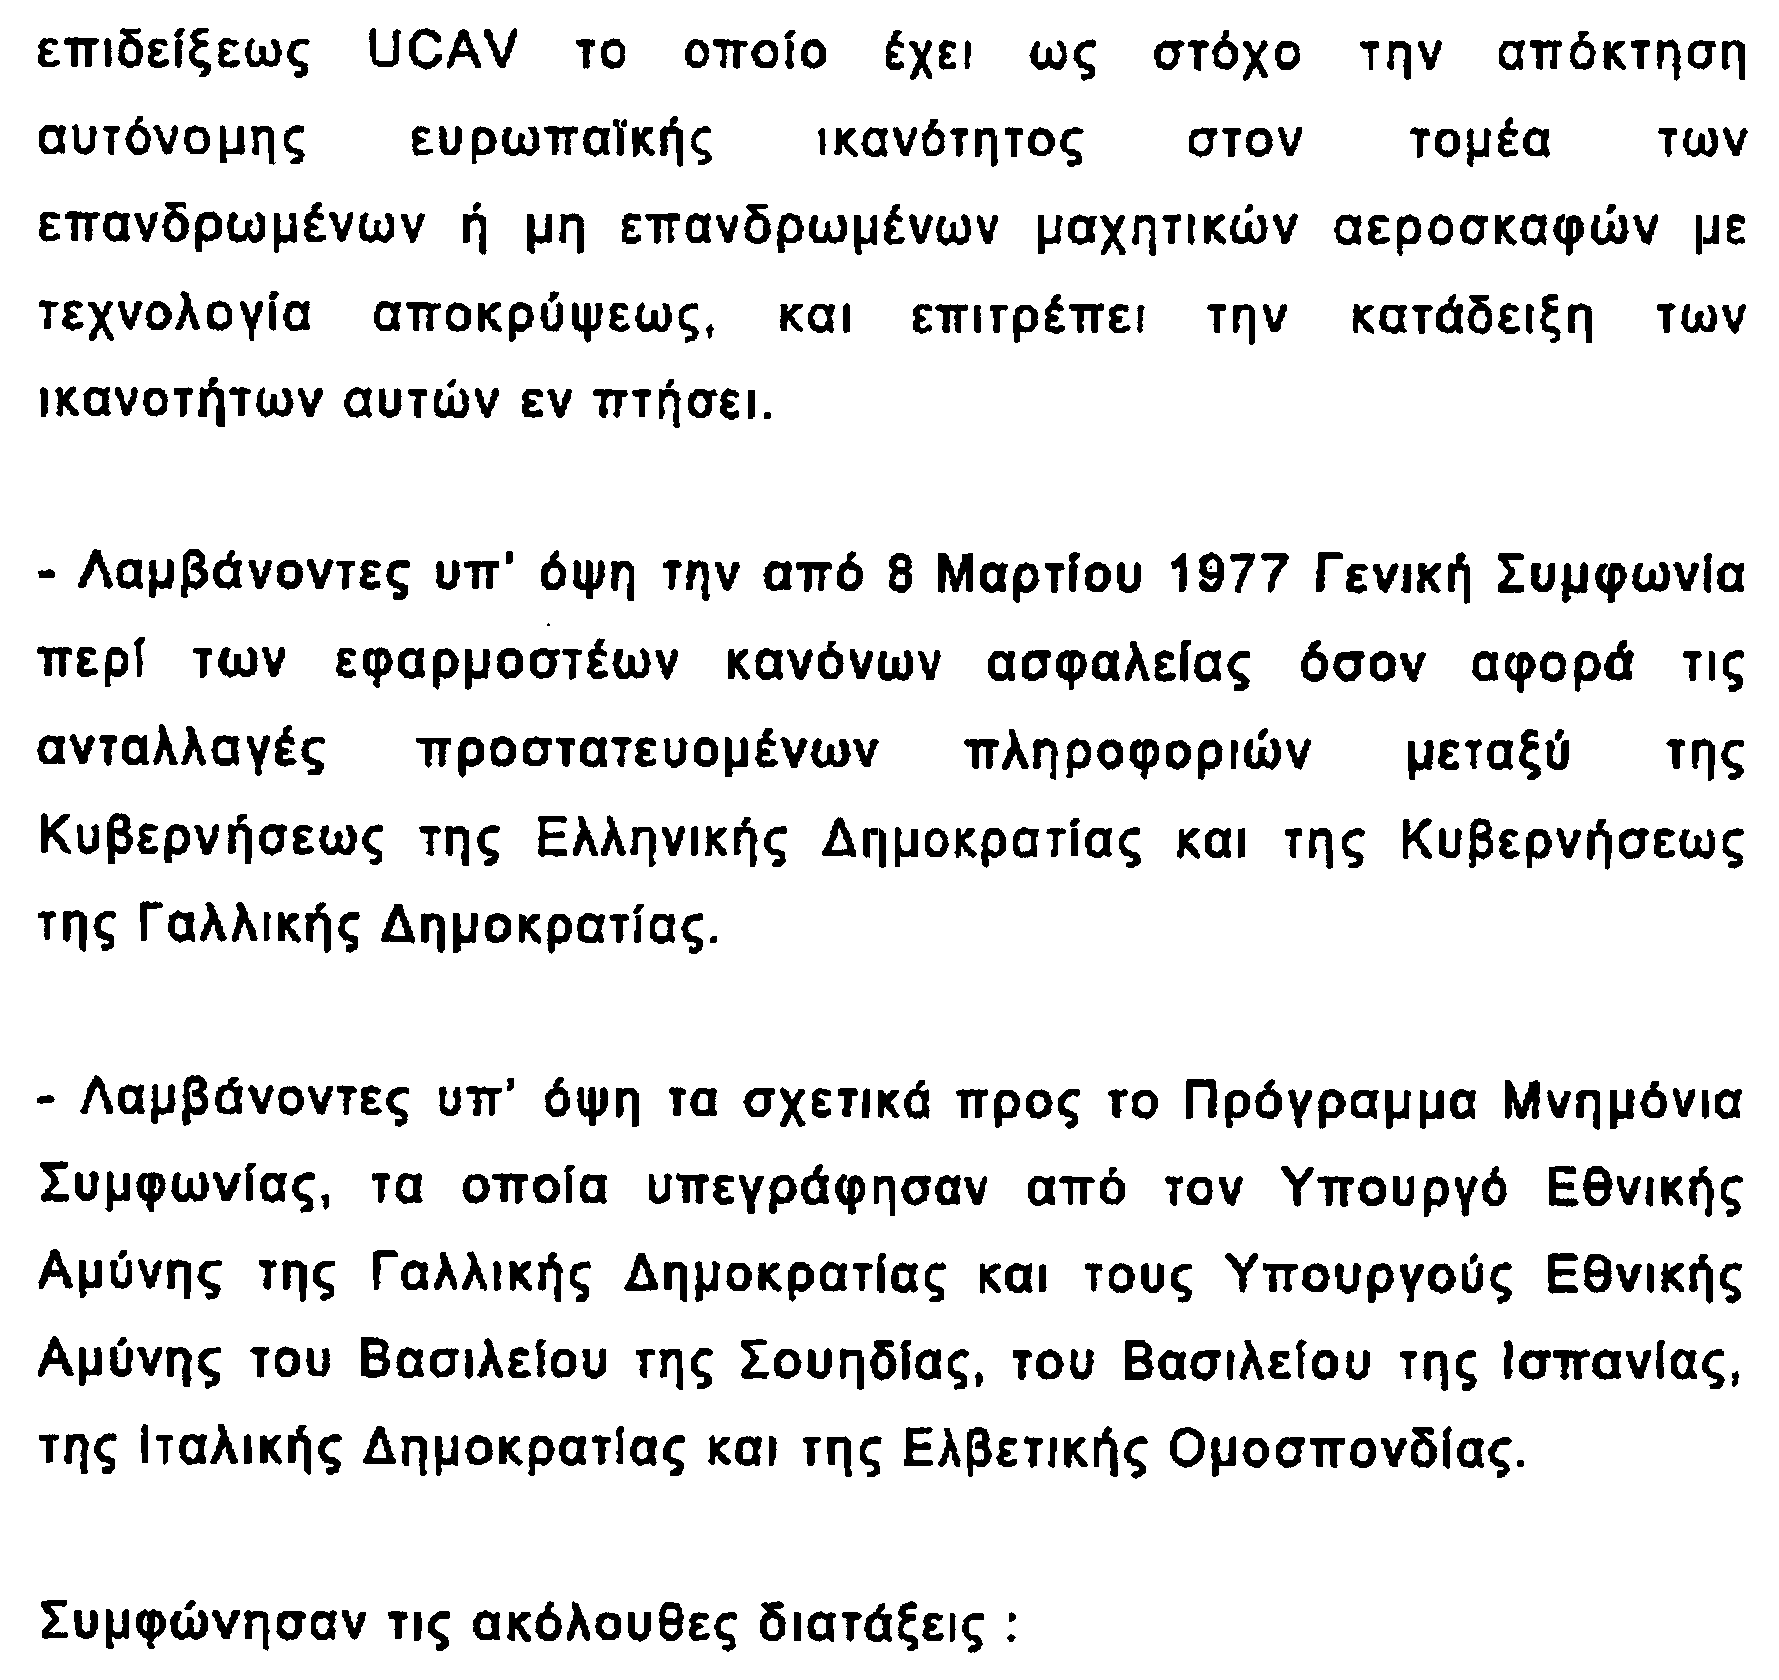 επιδείξεως UCAV το οποίο έχει ως στόχο την απόκτηση
αυτόνομης ευρωπαϊκής ικανότητος στον τομέα των
επανδρωμένων ή μη επανδρωμένων μαχητικών αεροσκαφών με
τεχνολογία αποκρύψεως, και επιτρέπει την κατάδειξη των
ικανοτήτων αυτών εν πτήσει.
- Λαμβάνοντες υπ' όψη την από 8 Μαρτίου 1977 Γενική Συμφωνία
περί των εφαρμοστέων κανόνων ασφαλείας όσον αφορά τις
ανταλλαγές προστατευομένων πληροφοριών μεταξύ της
Κυβερνήσεως της Ελληνικής Δημοκρατίας και της Κυβερνήσεως
της Γαλλικής Δημοκρατίας.
- Λαμβάνοντες υπ' όψη τα σχετικά προς το Πρόγραμμα Μνημόνια
Συμφωνίας, τα οποία υπεγράφησαν από τον Υπουργό Εθνικής
Αμύνης της Γαλλικής Δημοκρατίας και τους Υπουργούς Εθνικής
Αμύνης του Βασιλείου της Σουηδίας, του Βασιλείου της Ισπανίας,
της Ιταλικής Δημοκρατίας και της Ελβετικής Ομοσπονδίας.
Συμφώνησαν τις ακόλουθες διατάξεις :